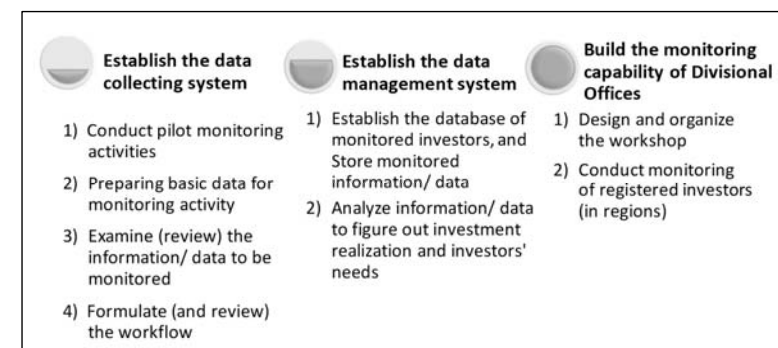 Establish the data
collecting system
1) Conduct pilot monitoring
activities
2) Preparing basic data for
monitoring activity
3) Examine (review) the
information/ data to be
monitored
4) Formulate (and review)
the workflow
Establish the data
management system
1) Establish the database of
monitored investors, and
Store monitored
information/ data
2) Analyze information/ data
to figure out investment
realization and investors'
needs
Build the monitoring
capability of Divisional
Offices
1) Design and organize
the workshop
2) Conduct monitoring
of registered investors
(in regions)